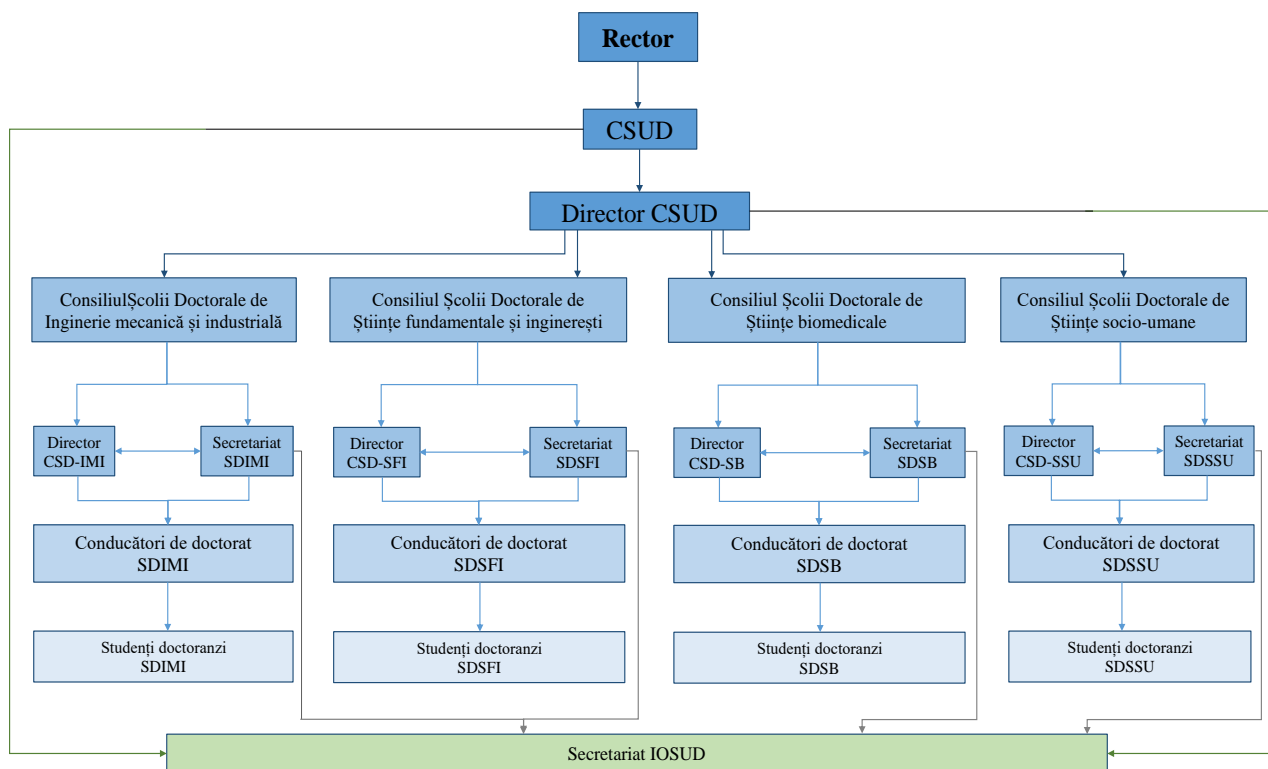 Rector
CSUD
Director CSUD
ConsiliulȘcolii Doctorale de
Inginerie mecanică și industrială
Consiliul Școlii Doctorale de
Științe fundamentale și inginerești
Consiliul Școlii Doctorale de
Științe biomedicale
Consiliul Școlii Doctorale de
Științe socio-umane
Director
CSD-IMI
Secretariat
SDIMI
Director
CSD-SFI
Secretariat
SDSFI
Director
CSD-SB
Secretariat
SDSB
Director
CSD-SSU
Secretariat
SDSSU
Conducători de doctorat
SDIMI
Conducători de doctorat
SDSFI
Conducători de doctorat
SDSB
Conducători de doctorat
SDSSU
Studenți doctoranzi
SDIMI
Studenți doctoranzi
SDSFI
Studenți doctoranzi
SDSB
Studenți doctoranzi
SDSSU
Secretariat IOSUD